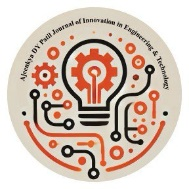 Ajeenkya DY Patil Journal of Innovation in Engineering & Technology